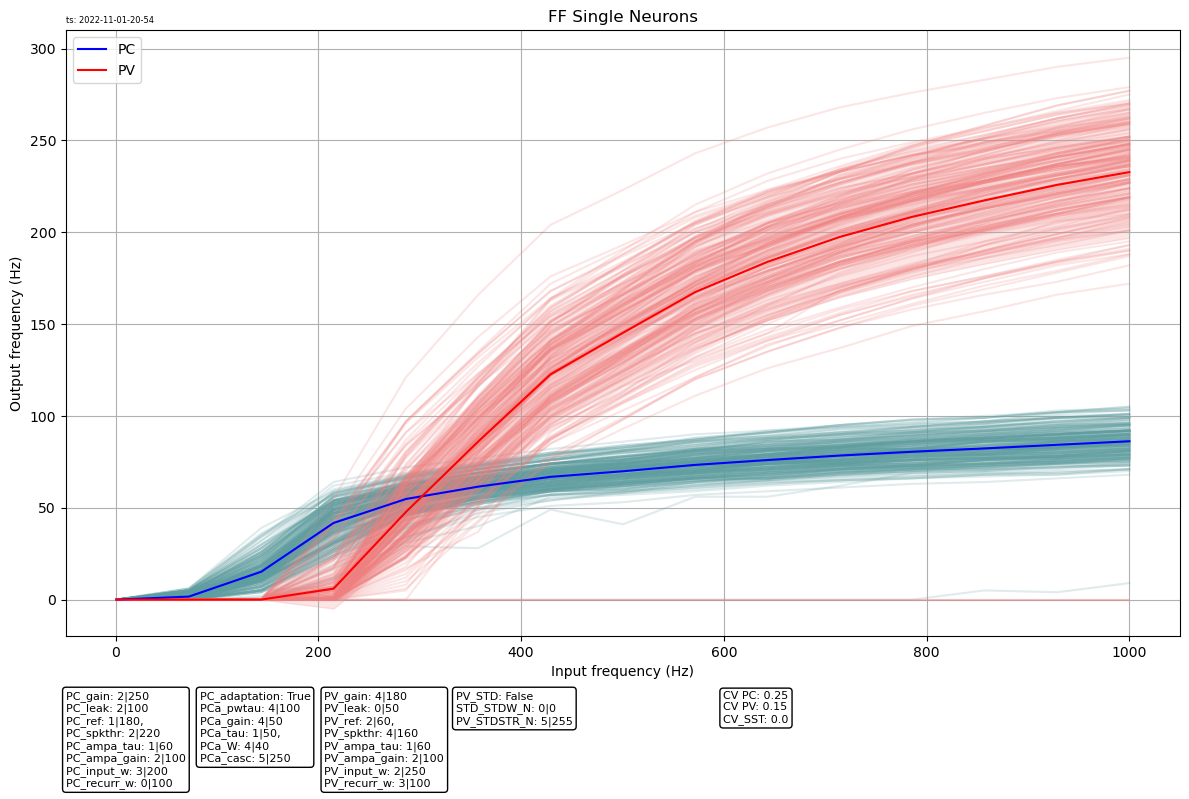 ts: 2022-11-01-20-54
FF Single Neurons
PC
PV
Output frequency (Hz)
300
250
200
150
100
50
0
0 200 400 600 800 1000
Input frequency (Hz)
PC_gain: 2|250
PC_leak: 2|100
PC_ref: 1|180,
PC_spkthr: 2|220
PC_ampa_tau: 1|60
PC_ampa_gain: 2|100
PC_input_w: 3|200
PC_recurr_w: 0|100
PC_adaptation: True
PCa_pwtau: 4|100
PCa_gain: 4|50
PCa_tau: 1|50,
PCa_W: 4|40
PCa_casc: 5|250
PV_gain: 4|180
PV_leak: 0|50
PV_ref: 2|60,
PV_spkthr: 4|160
PV_ampa_tau: 1|60
PV_ampa_gain: 2|100
PV_input_w: 2|250
PV_recurr_w: 3|100
PV_STD: False
STD_STDW_N: 0|0
PV_STDSTR_N: 5|255
CV PC: 0.25
CV PV: 0.15
CV_SST: 0.0